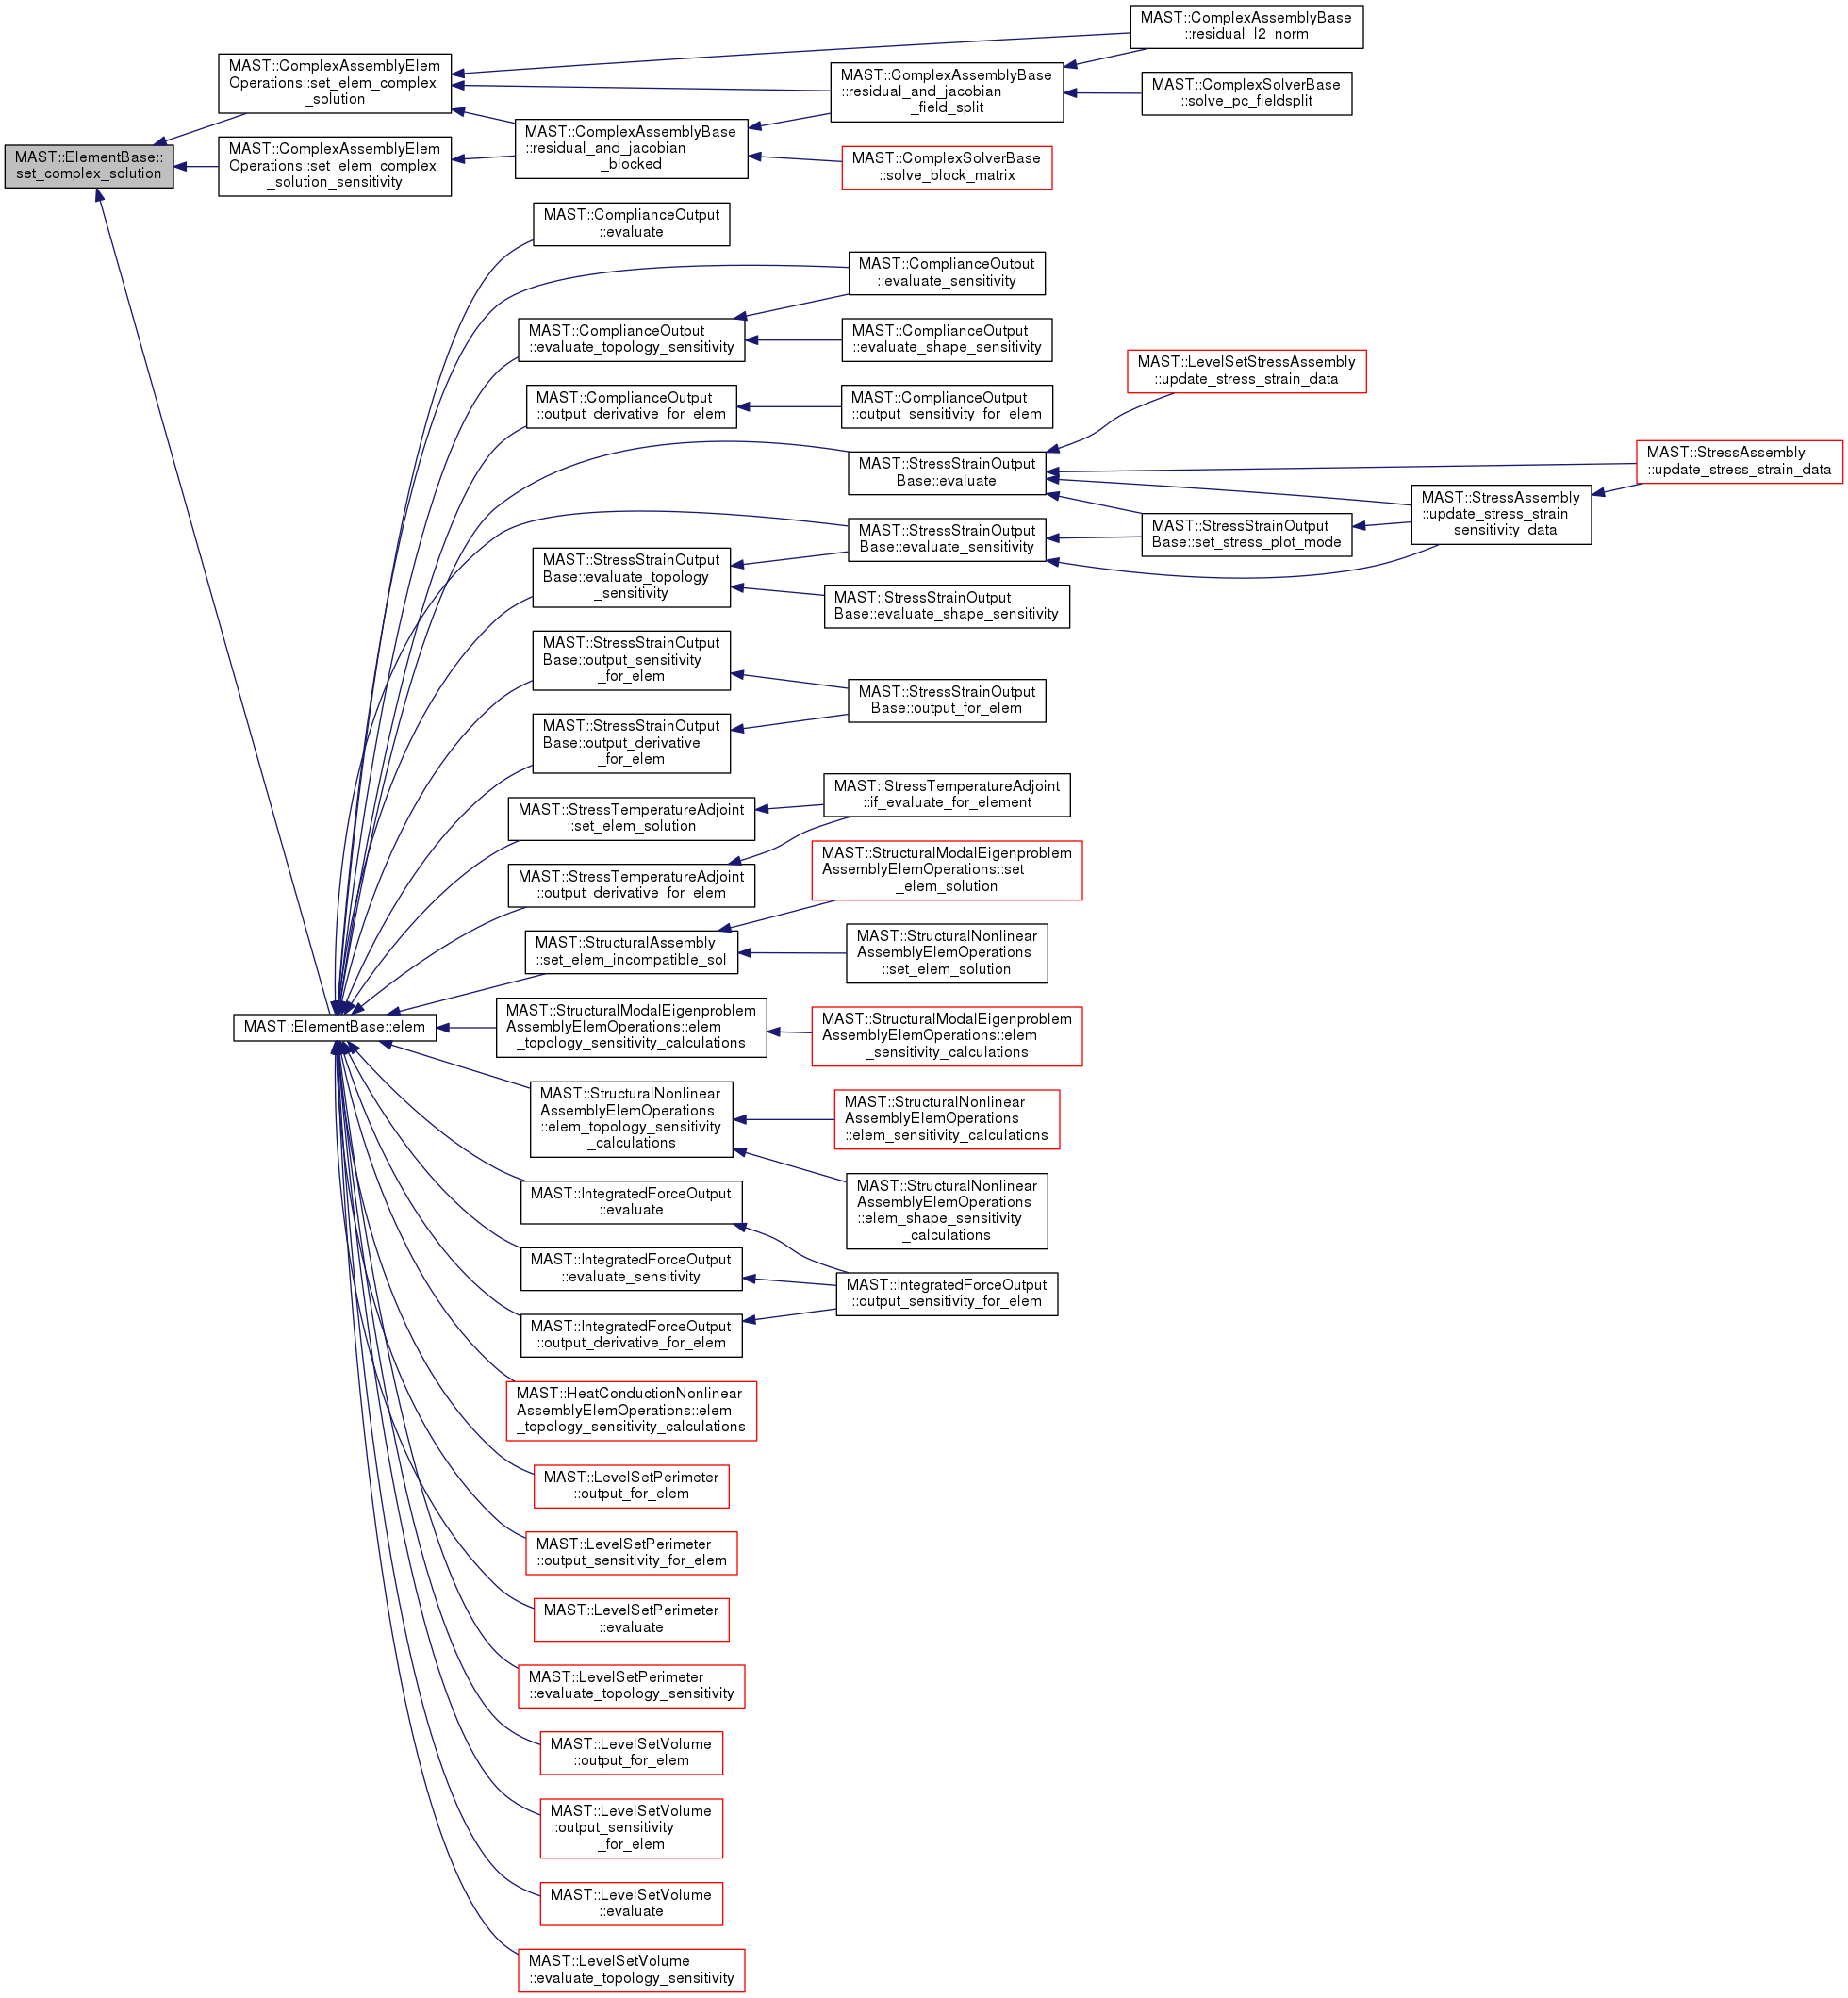 MAST::ElementBase::
set_complex_solution
MAST::ComplexAssemblyElem
Operations::set_elem_complex
_solution
MAST::ComplexAssemblyElem
Operations::set_elem_complex
_solution_sensitivity
MAST::ElementBase::elem
MAST::ComplexAssemblyBase
::residual_l2_norm
MAST::ComplexAssemblyBase
::residual_and_jacobian
_field_split
MAST::ComplexSolverBase
::solve_pc_fieldsplit
MAST::ComplexAssemblyBase
::residual_and_jacobian
_blocked
MAST::ComplexSolverBase
::solve_block_matrix
MAST::ComplianceOutput
::evaluate
MAST::ComplianceOutput
::evaluate_sensitivity
MAST::ComplianceOutput
::evaluate_topology_sensitivity
MAST::ComplianceOutput
::evaluate_shape_sensitivity
MAST::ComplianceOutput
::output_derivative_for_elem
MAST::ComplianceOutput
::output_sensitivity_for_elem
MAST::StressStrainOutput
Base::evaluate
MAST::LevelSetStressAssembly
::update_stress_strain_data
MAST::StressAssembly
::update_stress_strain_data
MAST::StressAssembly
::update_stress_strain
_sensitivity_data
MAST::StressStrainOutput
Base::set_stress_plot_mode
MAST::StressStrainOutput
Base::evaluate_sensitivity
MAST::StressStrainOutput
Base::evaluate_topology
_sensitivity
MAST::StressStrainOutput
Base::evaluate_shape_sensitivity
MAST::StressStrainOutput
Base::output_sensitivity
_for_elem
MAST::StressStrainOutput
Base::output_for_elem
MAST::StressStrainOutput
Base::output_derivative
_for_elem
MAST::StressTemperatureAdjoint
::set_elem_solution
MAST::StressTemperatureAdjoint
::if_evaluate_for_element
MAST::StressTemperatureAdjoint
::output_derivative_for_elem
MAST::StructuralModalEigenproblem
AssemblyElemOperations::set
_elem_solution
MAST::StructuralAssembly
::set_elem_incompatible_sol
MAST::StructuralNonlinear
AssemblyElemOperations
::set_elem_solution
MAST::StructuralModalEigenproblem
AssemblyElemOperations::elem
_topology_sensitivity_calculations
MAST::StructuralModalEigenproblem
AssemblyElemOperations::elem
_sensitivity_calculations
MAST::StructuralNonlinear
AssemblyElemOperations
::elem_topology_sensitivity
_calculations
MAST::StructuralNonlinear
AssemblyElemOperations
::elem_sensitivity_calculations
MAST::StructuralNonlinear
AssemblyElemOperations
::elem_shape_sensitivity
_calculations
MAST::IntegratedForceOutput
::evaluate
MAST::IntegratedForceOutput
::evaluate_sensitivity
MAST::IntegratedForceOutput
::output_sensitivity_for_elem
MAST::IntegratedForceOutput
::output_derivative_for_elem
MAST::HeatConductionNonlinear
AssemblyElemOperations::elem
_topology_sensitivity_calculations
MAST::LevelSetPerimeter
::output_for_elem
MAST::LevelSetPerimeter
::output_sensitivity_for_elem
MAST::LevelSetPerimeter
::evaluate
MAST::LevelSetPerimeter
::evaluate_topology_sensitivity
MAST::LevelSetVolume
::output_for_elem
MAST::LevelSetVolume
::output_sensitivity
_for_elem
MAST::LevelSetVolume
::evaluate
MAST::LevelSetVolume
::evaluate_topology_sensitivity